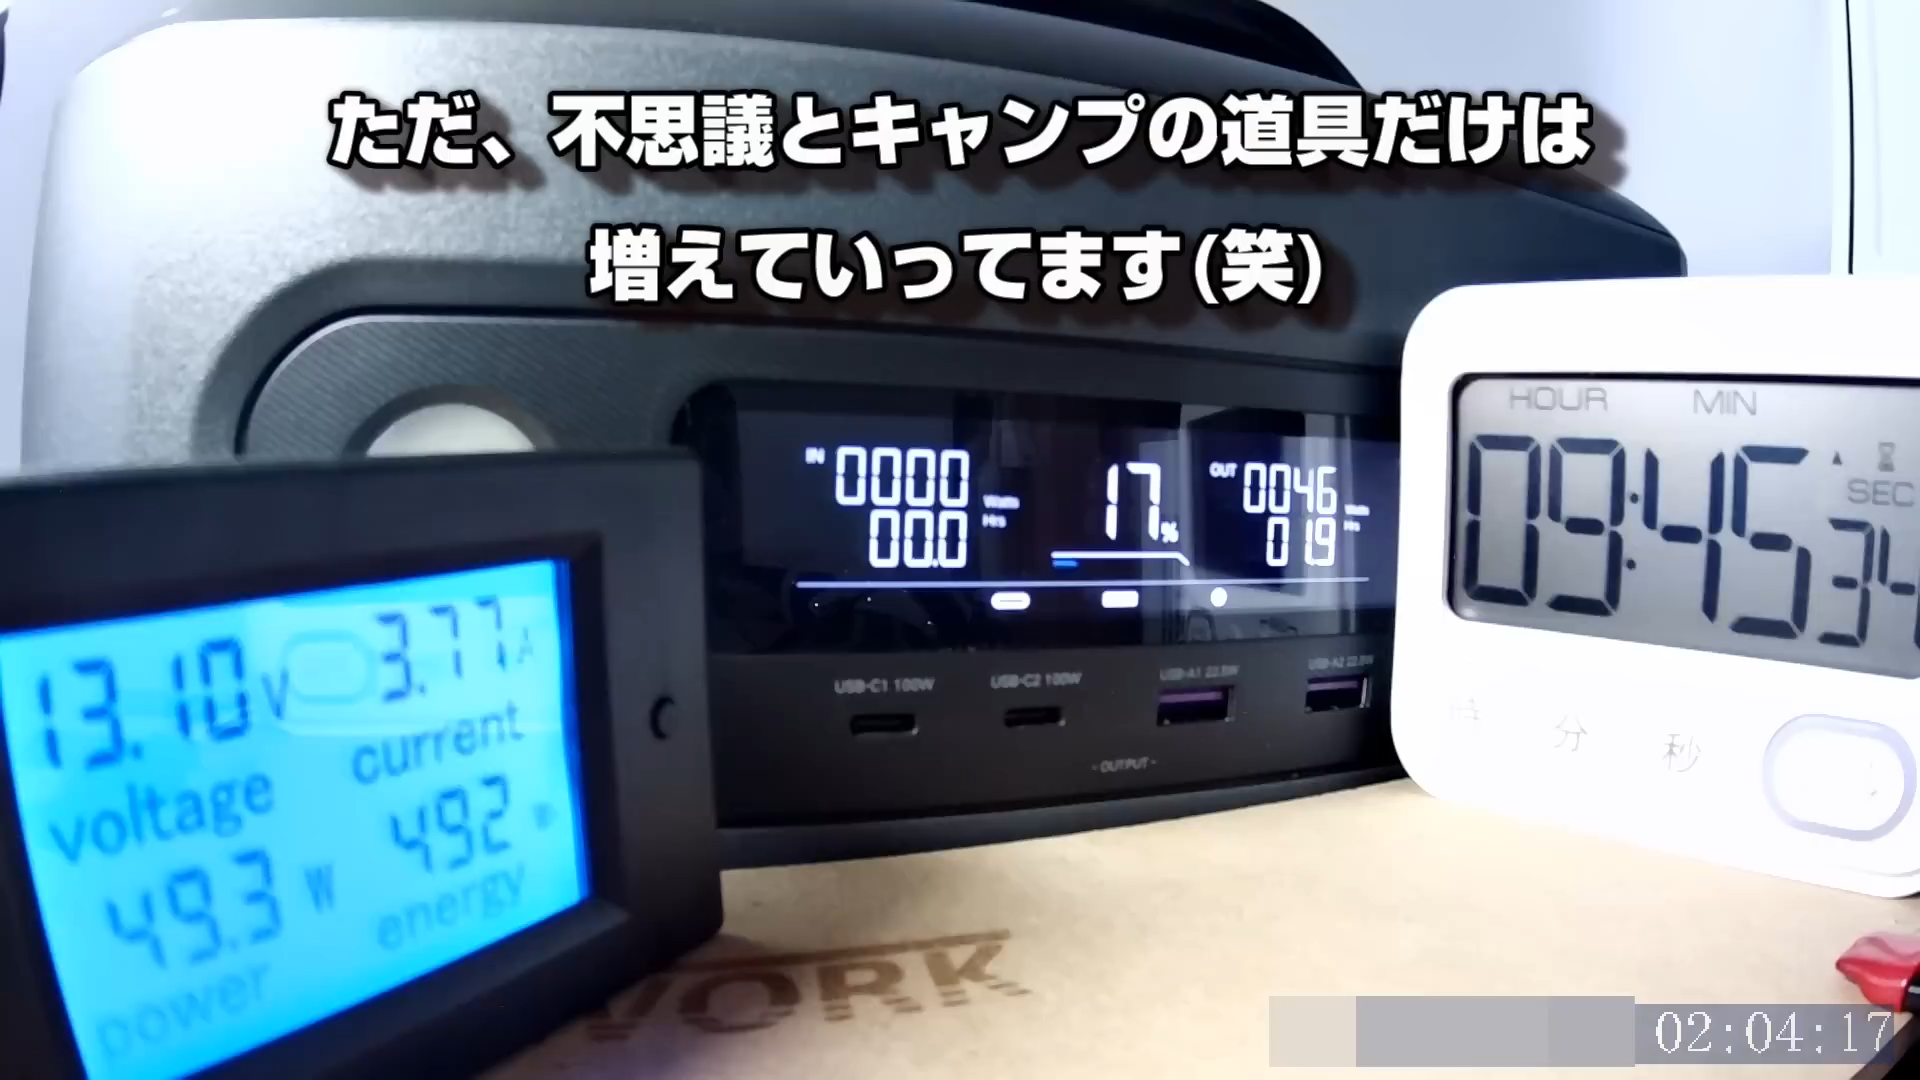 ただ、不思議とキャンプの道具だけは
増えていってます(笑)
IN 0000 Watts
00.0 Hrs
17%
OUT 0046 Watts
01.9 Hrs
USB-C1 100W
USB-C2 100W
USB-A1 22.5W
USB-A2 22.5W
- OUTPUT -
HOUR MIN
09:45 34
SEC
時 分 秒
13.10 V
voltage
3.77 A
current
49.3 W
power
492
energy
WORK
02:04:17